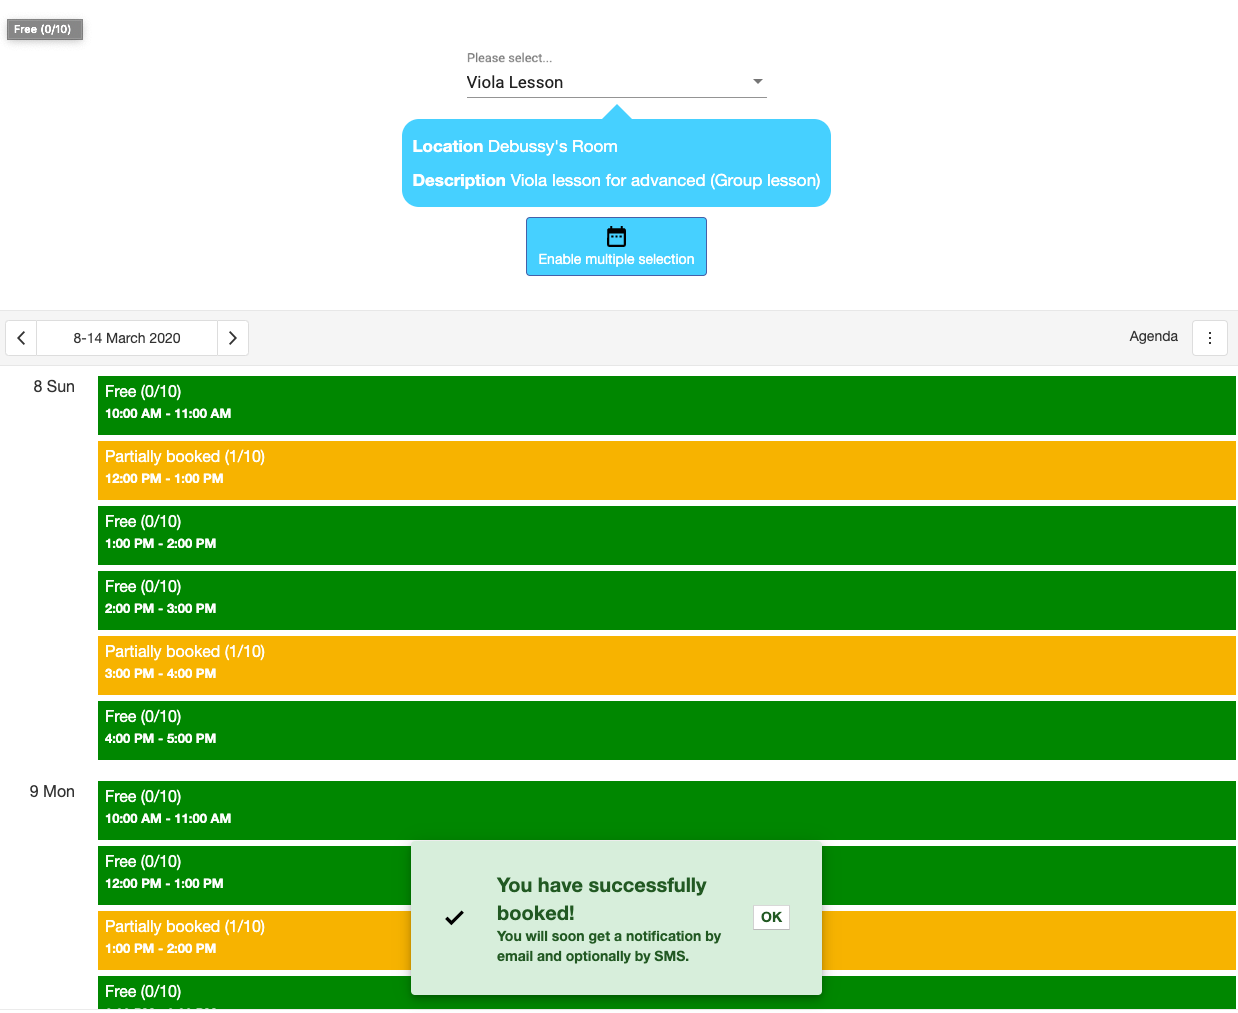 Free (0/10)
Please select...
Viola Lesson
Location Debussy's Room
Description Viola lesson for advanced (Group lesson)
Enable multiple selection
8-14 March 2020
Agenda
8 Sun
Free (0/10)
10:00 AM - 11:00 AM
Partially booked (1/10)
12:00 PM - 1:00 PM
Free (0/10)
1:00 PM - 2:00 PM
Free (0/10)
2:00 PM - 3:00 PM
Partially booked (1/10)
3:00 PM - 4:00 PM
Free (0/10)
4:00 PM - 5:00 PM
9 Mon
Free (0/10)
10:00 AM - 11:00 AM
Free (0/10)
12:00 PM - 1:00 PM
Partially booked (1/10)
1:00 PM - 2:00 PM
Free (0/10)
You have successfully
booked!
You will soon get a notification by
email and optionally by SMS.
OK